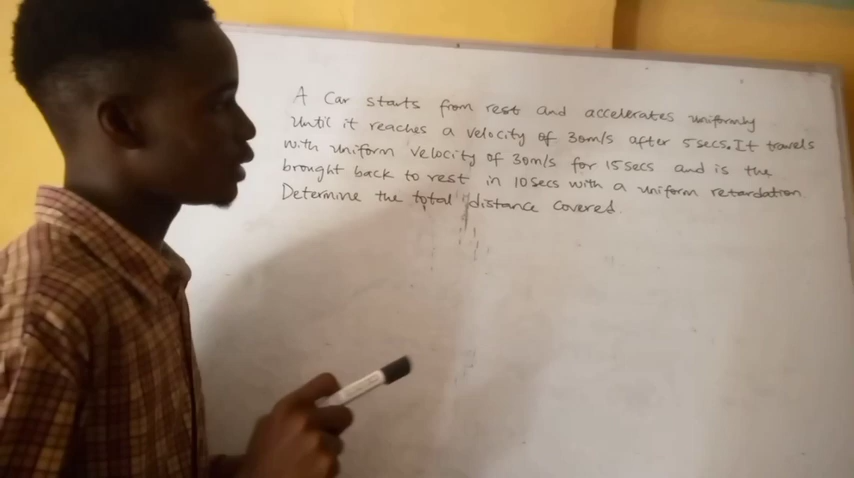 A Car starts from rest and accelerates uniformly
Until it reaches a velocity of 30m/s after 5secs. It travels
with uniform velocity of 30m/s for 15secs and is the
brought back to rest in 10secs with a uniform retardation
Determine the total distance covered.